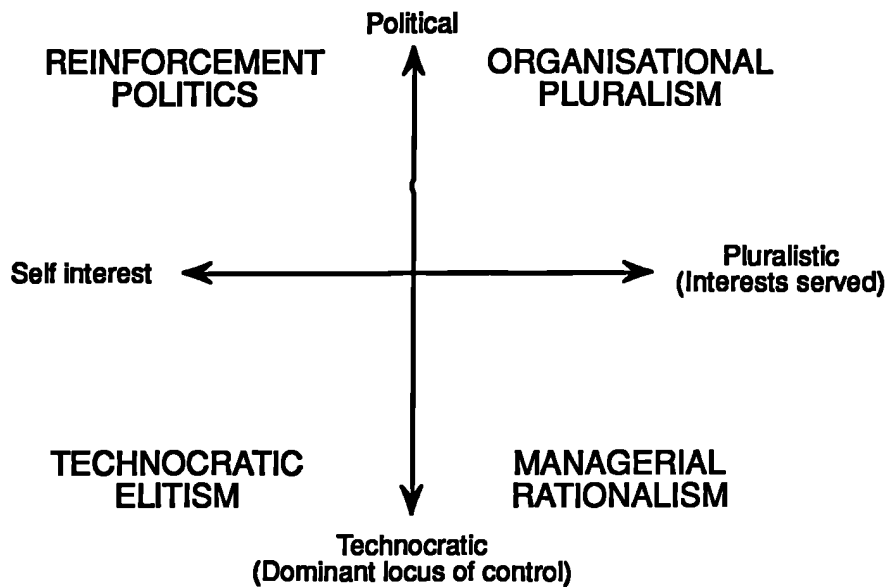 Political
REINFORCEMENT
POLITICS
ORGANISATIONAL
PLURALISM
Self interest
Pluralistic
(Interests served)
TECHNOCRATIC
ELITISM
MANAGERIAL
RATIONALISM
Technocratic
(Dominant locus of control)